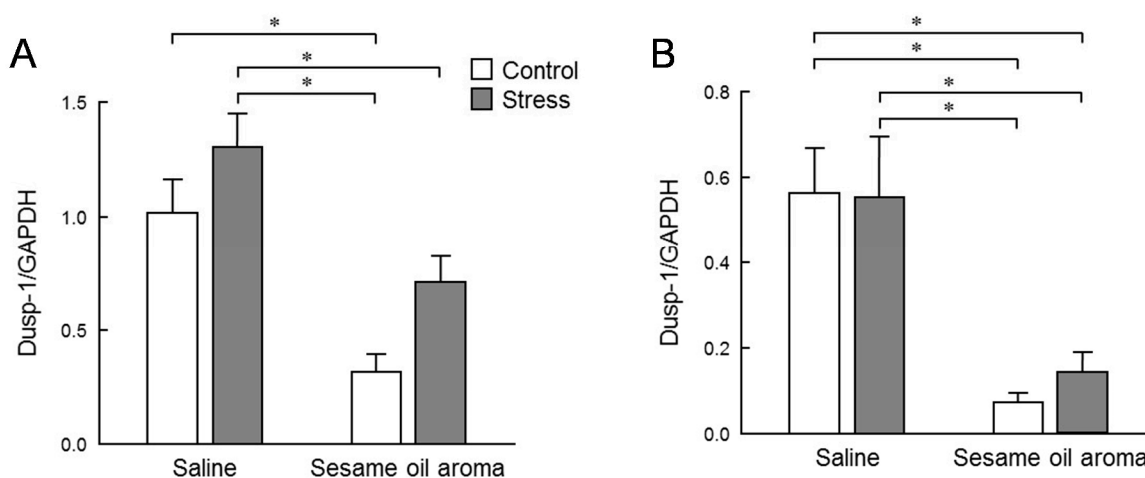 A
*
*
*
Control
Stress
1.5
1.0
0.5
0.0
Dusp-1/GAPDH
Saline
Sesame oil aroma
B
*
*
*
*
0.8
0.6
0.4
0.2
0.0
Dusp-1/GAPDH
Saline
Sesame oil aroma